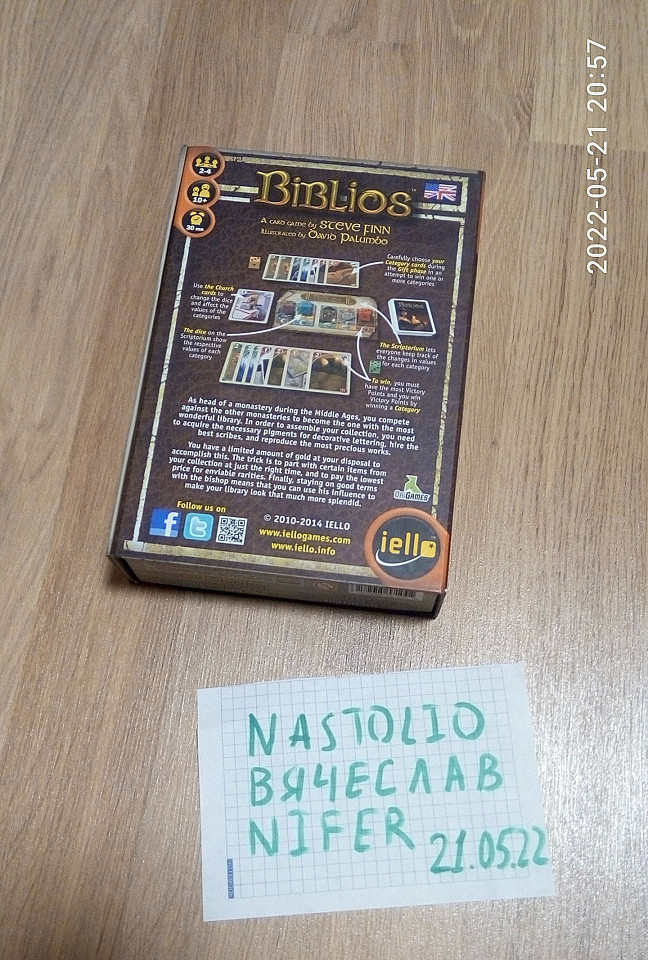 2022-05-21 20:57
2-4
10+
30 mn
BIBLIOS
A CARD GAME BY STEVE FINN
ILLUSTRATED BY DAVID PALUMBO
Carefully choose your
Category cards during
the Gift phase in an
attempt to win one or
more categories
Use the Church
cards to
change the dice
and affect the
values of the
categories
The dice on the
Scriptorium show
the respective
values of each
category
The Scriptorium lets
everyone keep track of
the changes in values
for each category
To win, you must
have the most Victory
Points and you win
Victory Points by
winning a Category
As head of a monastery during the Middle Ages, you compete
against the other monasteries to become the one with the most
wonderful library. In order to assemble your collection, you need
to acquire the necessary pigments for decorative lettering, hire the
best scribes, and reproduce the most precious works.
You have a limited amount of gold at your disposal to
accomplish this. The trick is to part with certain items from
your collection at just the right time, and to pay the lowest
price for enviable rarities. Finally, staying on good terms
with the bishop means that you can use his influence to
make your library look that much more splendid.
Follow us on
© 2010-2014 IELLO
www.iellogames.com
www.iello.info
iello
NASTOLIO
ВЯЧЕСЛАВ
NIFER
21.05.22